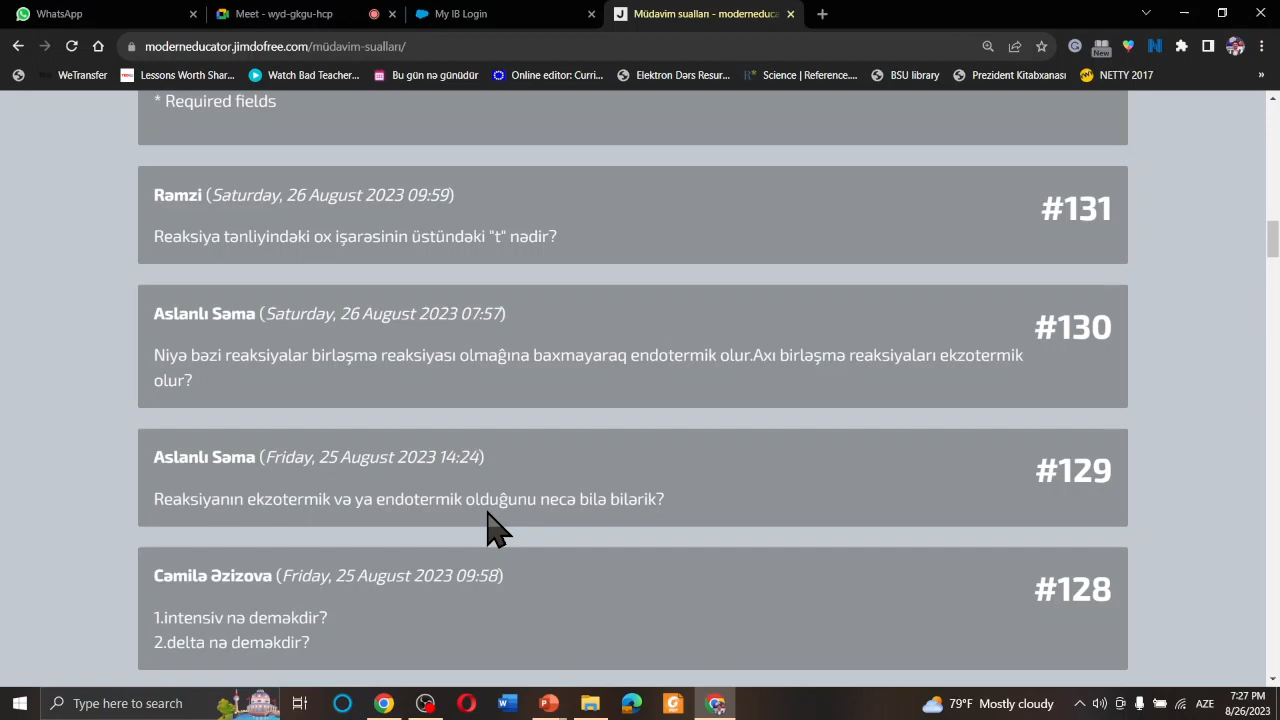 WhatsApp
Meet - wyd-gkgu-hcp
My IB Login
Müdavim sualları - moderneduca
moderneducator.jimdofree.com/müdavim-sualları/
WeTransfer
Lessons Worth Shar...
Watch Bad Teacher...
Bu gün nə günüdür
Online editor: Curri...
Elektron Dərs Resur...
Science | Reference....
BSU library
Prezident Kitabxanası
NETTY 2017
»
* Required fields
Rəmzi (Saturday, 26 August 2023 09:59)
#131
Reaksiya tənliyindəki ox işarəsinin üstündəki "t" nədir?
Aslanlı Səma (Saturday, 26 August 2023 07:57)
#130
Niyə bəzi reaksiyalar birləşmə reaksiyası olmağına baxmayaraq endotermik olur.Axı birləşmə reaksiyaları ekzotermik
olur?
Aslanlı Səma (Friday, 25 August 2023 14:24)
#129
Reaksiyanın ekzotermik və ya endotermik olduğunu necə bilə bilərik?
Cəmilə Əzizova (Friday, 25 August 2023 09:58)
#128
1.intensiv nə deməkdir?
2.delta nə deməkdir?
Type here to search
79°F Mostly cloudy
AZE
7:27 PM
8/26/2023